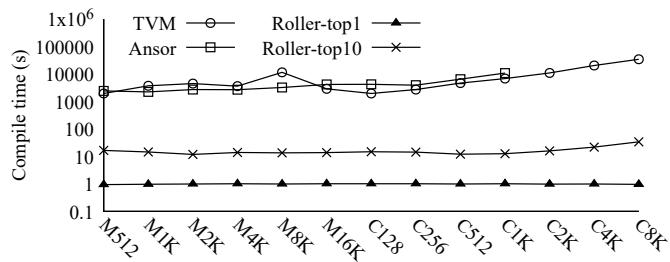 1x10⁶
100000
10000
1000
100
10
1
0.1
Compile time (s)
TVM
Ansor
Roller-top1
Roller-top10
M512
M1K
M2K
M4K
M8K
M16K
C128
C256
C512
C1K
C2K
C4K
C8K